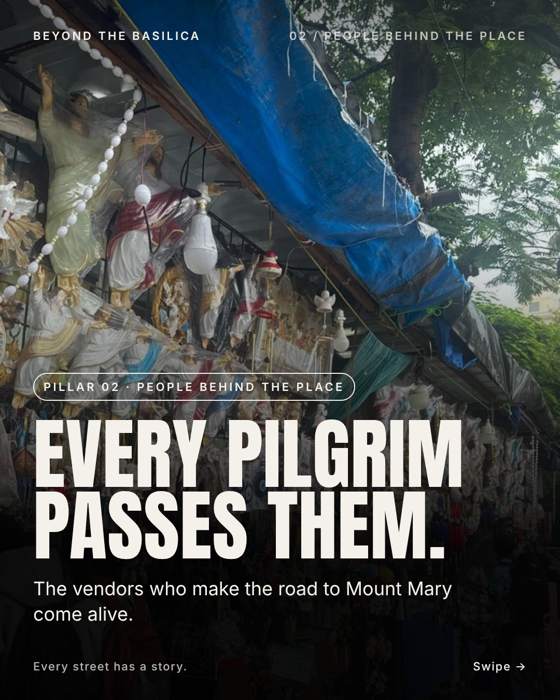 BEYOND THE BASILICA
02 / PEOPLE BEHIND THE PLACE
PILLAR 02 · PEOPLE BEHIND THE PLACE
EVERY PILGRIM
PASSES THEM.
The vendors who make the road to Mount Mary
come alive.
Every street has a story.
Swipe →